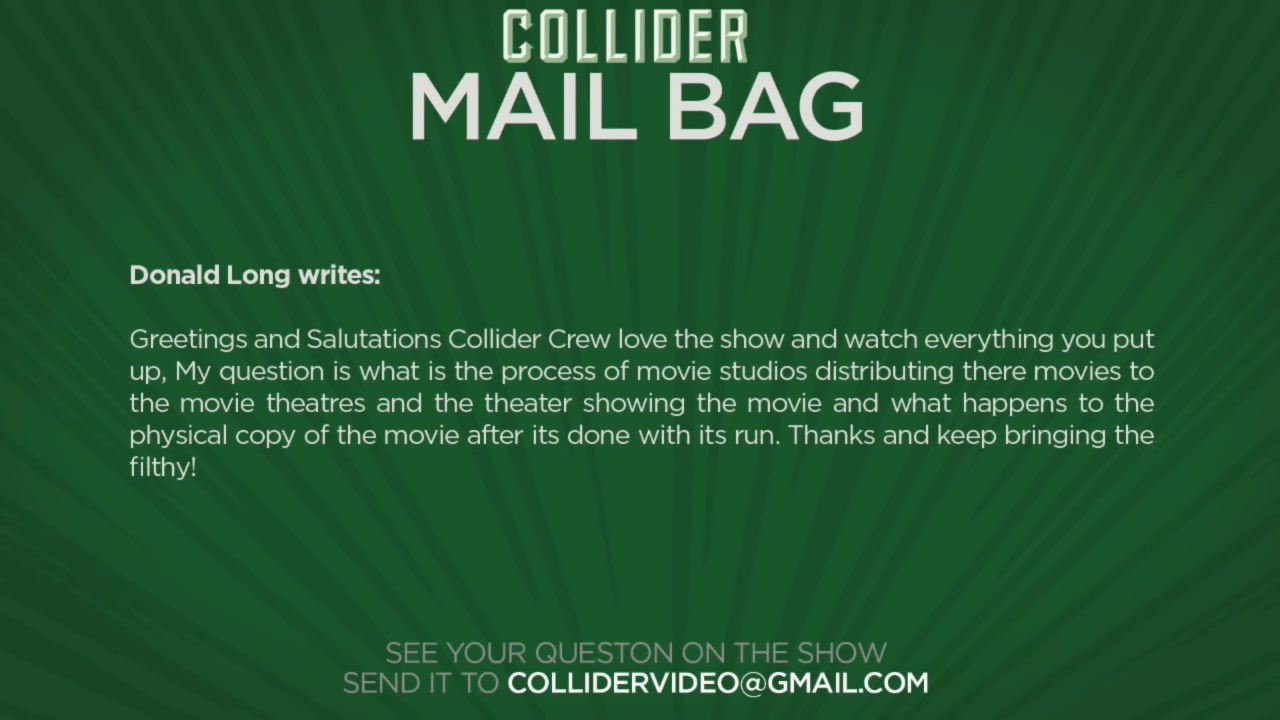 COLLIDER
MAIL BAG
Donald Long writes:
Greetings and Salutations Collider Crew love the show and watch everything you put
up, My question is what is the process of movie studios distributing there movies to
the movie theatres and the theater showing the movie and what happens to the
physical copy of the movie after its done with its run. Thanks and keep bringing the
filthy!
SEE YOUR QUESTON ON THE SHOW
SEND IT TO COLLIDERVIDEO@GMAIL.COM